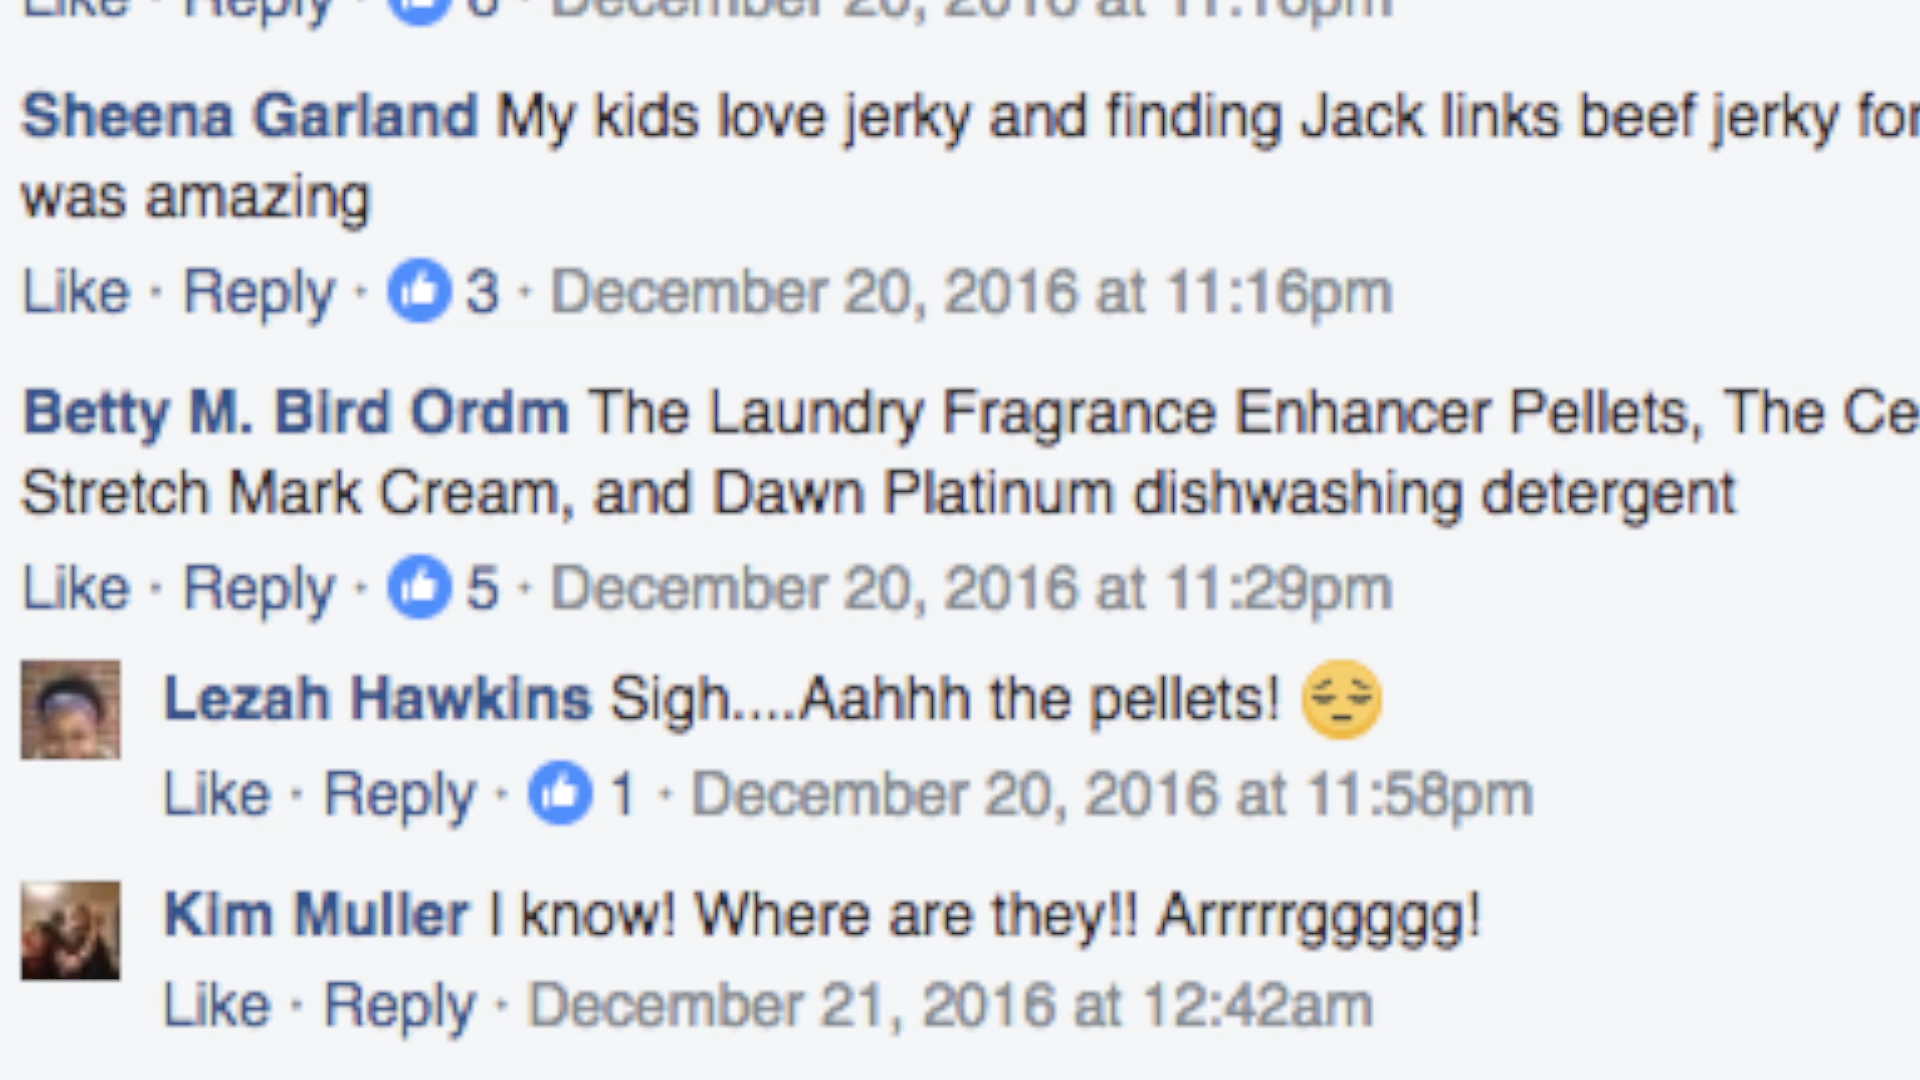 Like · Reply · 6 · December 20, 2016 at 11:16pm
Sheena Garland My kids love jerky and finding Jack links beef jerky for
was amazing
Like · Reply · 3 · December 20, 2016 at 11:16pm
Betty M. Bird Ordm The Laundry Fragrance Enhancer Pellets, The
Stretch Mark Cream, and Dawn Platinum dishwashing detergent
Like · Reply · 5 · December 20, 2016 at 11:29pm
Lezah Hawkins Sigh....Aahhh the pellets! 😔
Like · Reply · 1 · December 20, 2016 at 11:58pm
Kim Muller I know! Where are they!! Arrrrrggggg!
Like · Reply · December 21, 2016 at 12:42am